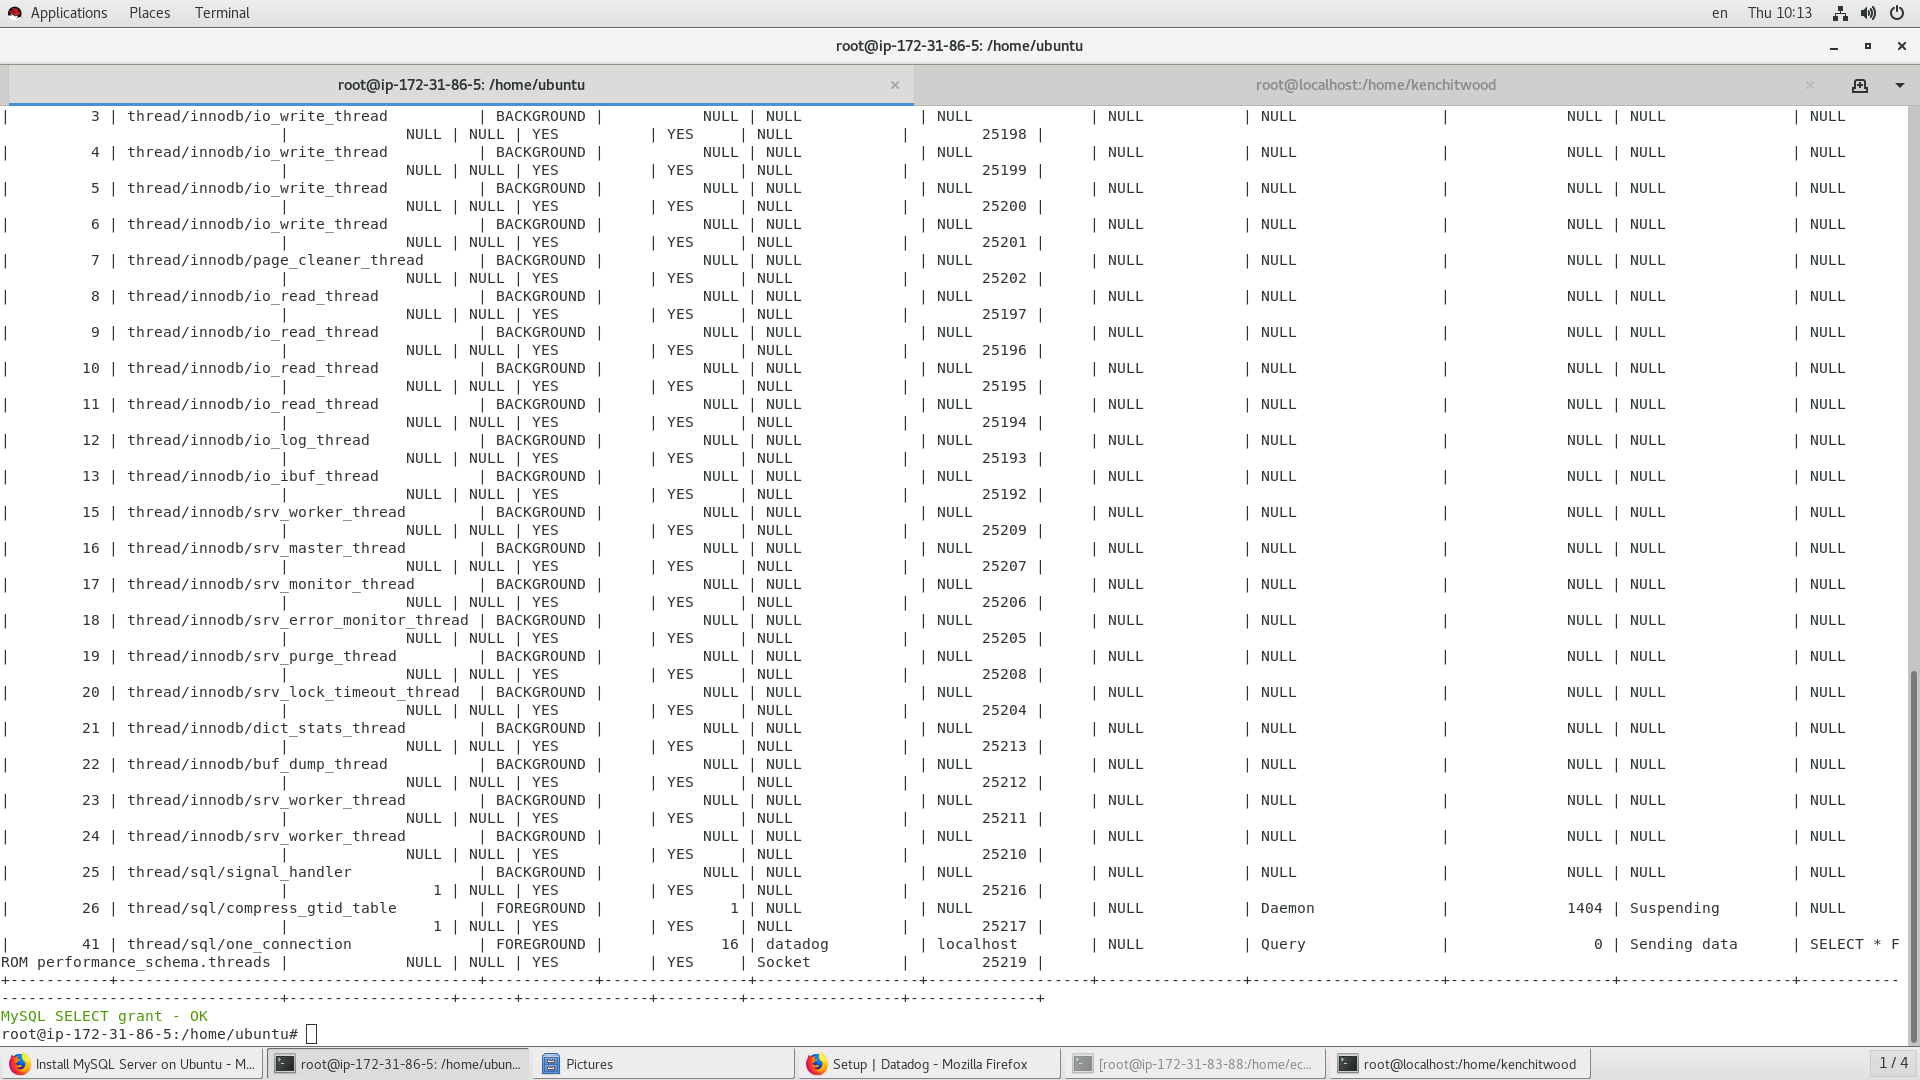 Applications Places Terminal en Thu 10:13
root@ip-172-31-86-5: /home/ubuntu
root@ip-172-31-86-5: /home/ubuntu × root@localhost:/home/kenchitwood ×
| 3 | thread/innodb/io_write_thread | BACKGROUND | NULL | NULL | NULL | NULL | NULL | NULL | NULL | NULL
| NULL | NULL | YES | YES | NULL | 25198 |
| 4 | thread/innodb/io_write_thread | BACKGROUND | NULL | NULL | NULL | NULL | NULL | NULL | NULL | NULL
| NULL | NULL | YES | YES | NULL | 25199 |
| 5 | thread/innodb/io_write_thread | BACKGROUND | NULL | NULL | NULL | NULL | NULL | NULL | NULL | NULL
| NULL | NULL | YES | YES | NULL | 25200 |
| 6 | thread/innodb/io_write_thread | BACKGROUND | NULL | NULL | NULL | NULL | NULL | NULL | NULL | NULL
| NULL | NULL | YES | YES | NULL | 25201 |
| 7 | thread/innodb/page_cleaner_thread | BACKGROUND | NULL | NULL | NULL | NULL | NULL | NULL | NULL | NULL
| NULL | NULL | YES | YES | NULL | 25202 |
| 8 | thread/innodb/io_read_thread | BACKGROUND | NULL | NULL | NULL | NULL | NULL | NULL | NULL | NULL
| NULL | NULL | YES | YES | NULL | 25197 |
| 9 | thread/innodb/io_read_thread | BACKGROUND | NULL | NULL | NULL | NULL | NULL | NULL | NULL | NULL
| NULL | NULL | YES | YES | NULL | 25196 |
| 10 | thread/innodb/io_read_thread | BACKGROUND | NULL | NULL | NULL | NULL | NULL | NULL | NULL | NULL
| NULL | NULL | YES | YES | NULL | 25195 |
| 11 | thread/innodb/io_read_thread | BACKGROUND | NULL | NULL | NULL | NULL | NULL | NULL | NULL | NULL
| NULL | NULL | YES | YES | NULL | 25194 |
| 12 | thread/innodb/io_log_thread | BACKGROUND | NULL | NULL | NULL | NULL | NULL | NULL | NULL | NULL
| NULL | NULL | YES | YES | NULL | 25193 |
| 13 | thread/innodb/io_ibuf_thread | BACKGROUND | NULL | NULL | NULL | NULL | NULL | NULL | NULL | NULL
| NULL | NULL | YES | YES | NULL | 25192 |
| 15 | thread/innodb/srv_worker_thread | BACKGROUND | NULL | NULL | NULL | NULL | NULL | NULL | NULL | NULL
| NULL | NULL | YES | YES | NULL | 25209 |
| 16 | thread/innodb/srv_master_thread | BACKGROUND | NULL | NULL | NULL | NULL | NULL | NULL | NULL | NULL
| NULL | NULL | YES | YES | NULL | 25207 |
| 17 | thread/innodb/srv_monitor_thread | BACKGROUND | NULL | NULL | NULL | NULL | NULL | NULL | NULL | NULL
| NULL | NULL | YES | YES | NULL | 25206 |
| 18 | thread/innodb/srv_error_monitor_thread | BACKGROUND | NULL | NULL | NULL | NULL | NULL | NULL | NULL | NULL
| NULL | NULL | YES | YES | NULL | 25205 |
| 19 | thread/innodb/srv_purge_thread | BACKGROUND | NULL | NULL | NULL | NULL | NULL | NULL | NULL | NULL
| NULL | NULL | YES | YES | NULL | 25208 |
| 20 | thread/innodb/srv_lock_timeout_thread | BACKGROUND | NULL | NULL | NULL | NULL | NULL | NULL | NULL | NULL
| NULL | NULL | YES | YES | NULL | 25204 |
| 21 | thread/innodb/dict_stats_thread | BACKGROUND | NULL | NULL | NULL | NULL | NULL | NULL | NULL | NULL
| NULL | NULL | YES | YES | NULL | 25213 |
| 22 | thread/innodb/buf_dump_thread | BACKGROUND | NULL | NULL | NULL | NULL | NULL | NULL | NULL | NULL
| NULL | NULL | YES | YES | NULL | 25212 |
| 23 | thread/innodb/srv_worker_thread | BACKGROUND | NULL | NULL | NULL | NULL | NULL | NULL | NULL | NULL
| NULL | NULL | YES | YES | NULL | 25211 |
| 24 | thread/innodb/srv_worker_thread | BACKGROUND | NULL | NULL | NULL | NULL | NULL | NULL | NULL | NULL
| NULL | NULL | YES | YES | NULL | 25210 |
| 25 | thread/sql/signal_handler | BACKGROUND | NULL | NULL | NULL | NULL | NULL | NULL | NULL | NULL
| 1 | NULL | YES | YES | NULL | 25216 |
| 26 | thread/sql/compress_gtid_table | FOREGROUND | 1 | NULL | NULL | NULL | Daemon | 1404 | Suspending | NULL
| 1 | NULL | YES | YES | NULL | 25217 |
| 41 | thread/sql/one_connection | FOREGROUND | 16 | datadog | localhost | NULL | Query | 0 | Sending data | SELECT * F
ROM performance_schema.threads | NULL | NULL | YES | YES | Socket | 25219 |
+-----------+----------------------------------------+------------+----------------+------------------+------------------+----------------+---------------------+------------------+-------------------+-----------
-------------------------------+------------------+------+--------------+---------+-----------------+--------------+
MySQL SELECT grant - OK
root@ip-172-31-86-5:/home/ubuntu#
Install MySQL Server on Ubuntu - M... root@ip-172-31-86-5: /home/ubun... Pictures Setup | Datadog - Mozilla Firefox [root@ip-172-31-83-88:/home/ec... root@localhost:/home/kenchitwood 1 / 4